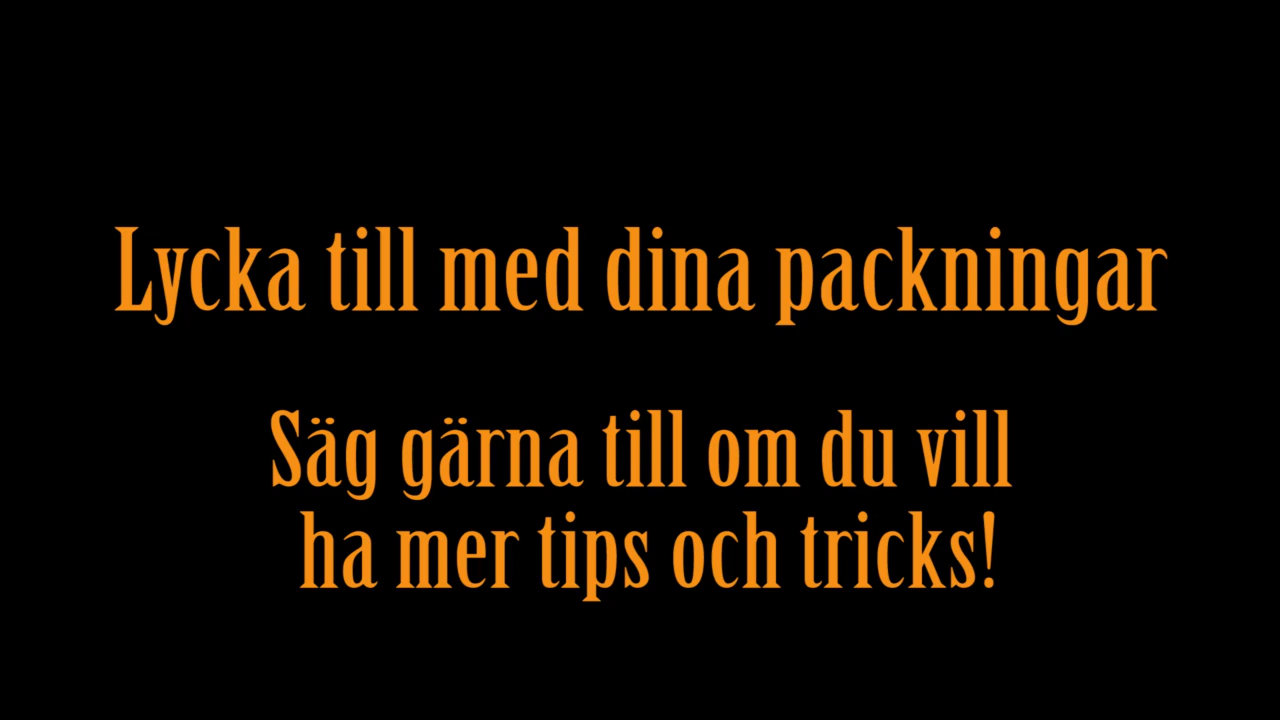 Lycka till med dina packningar
Säg gärna till om du vill
ha mer tips och tricks!